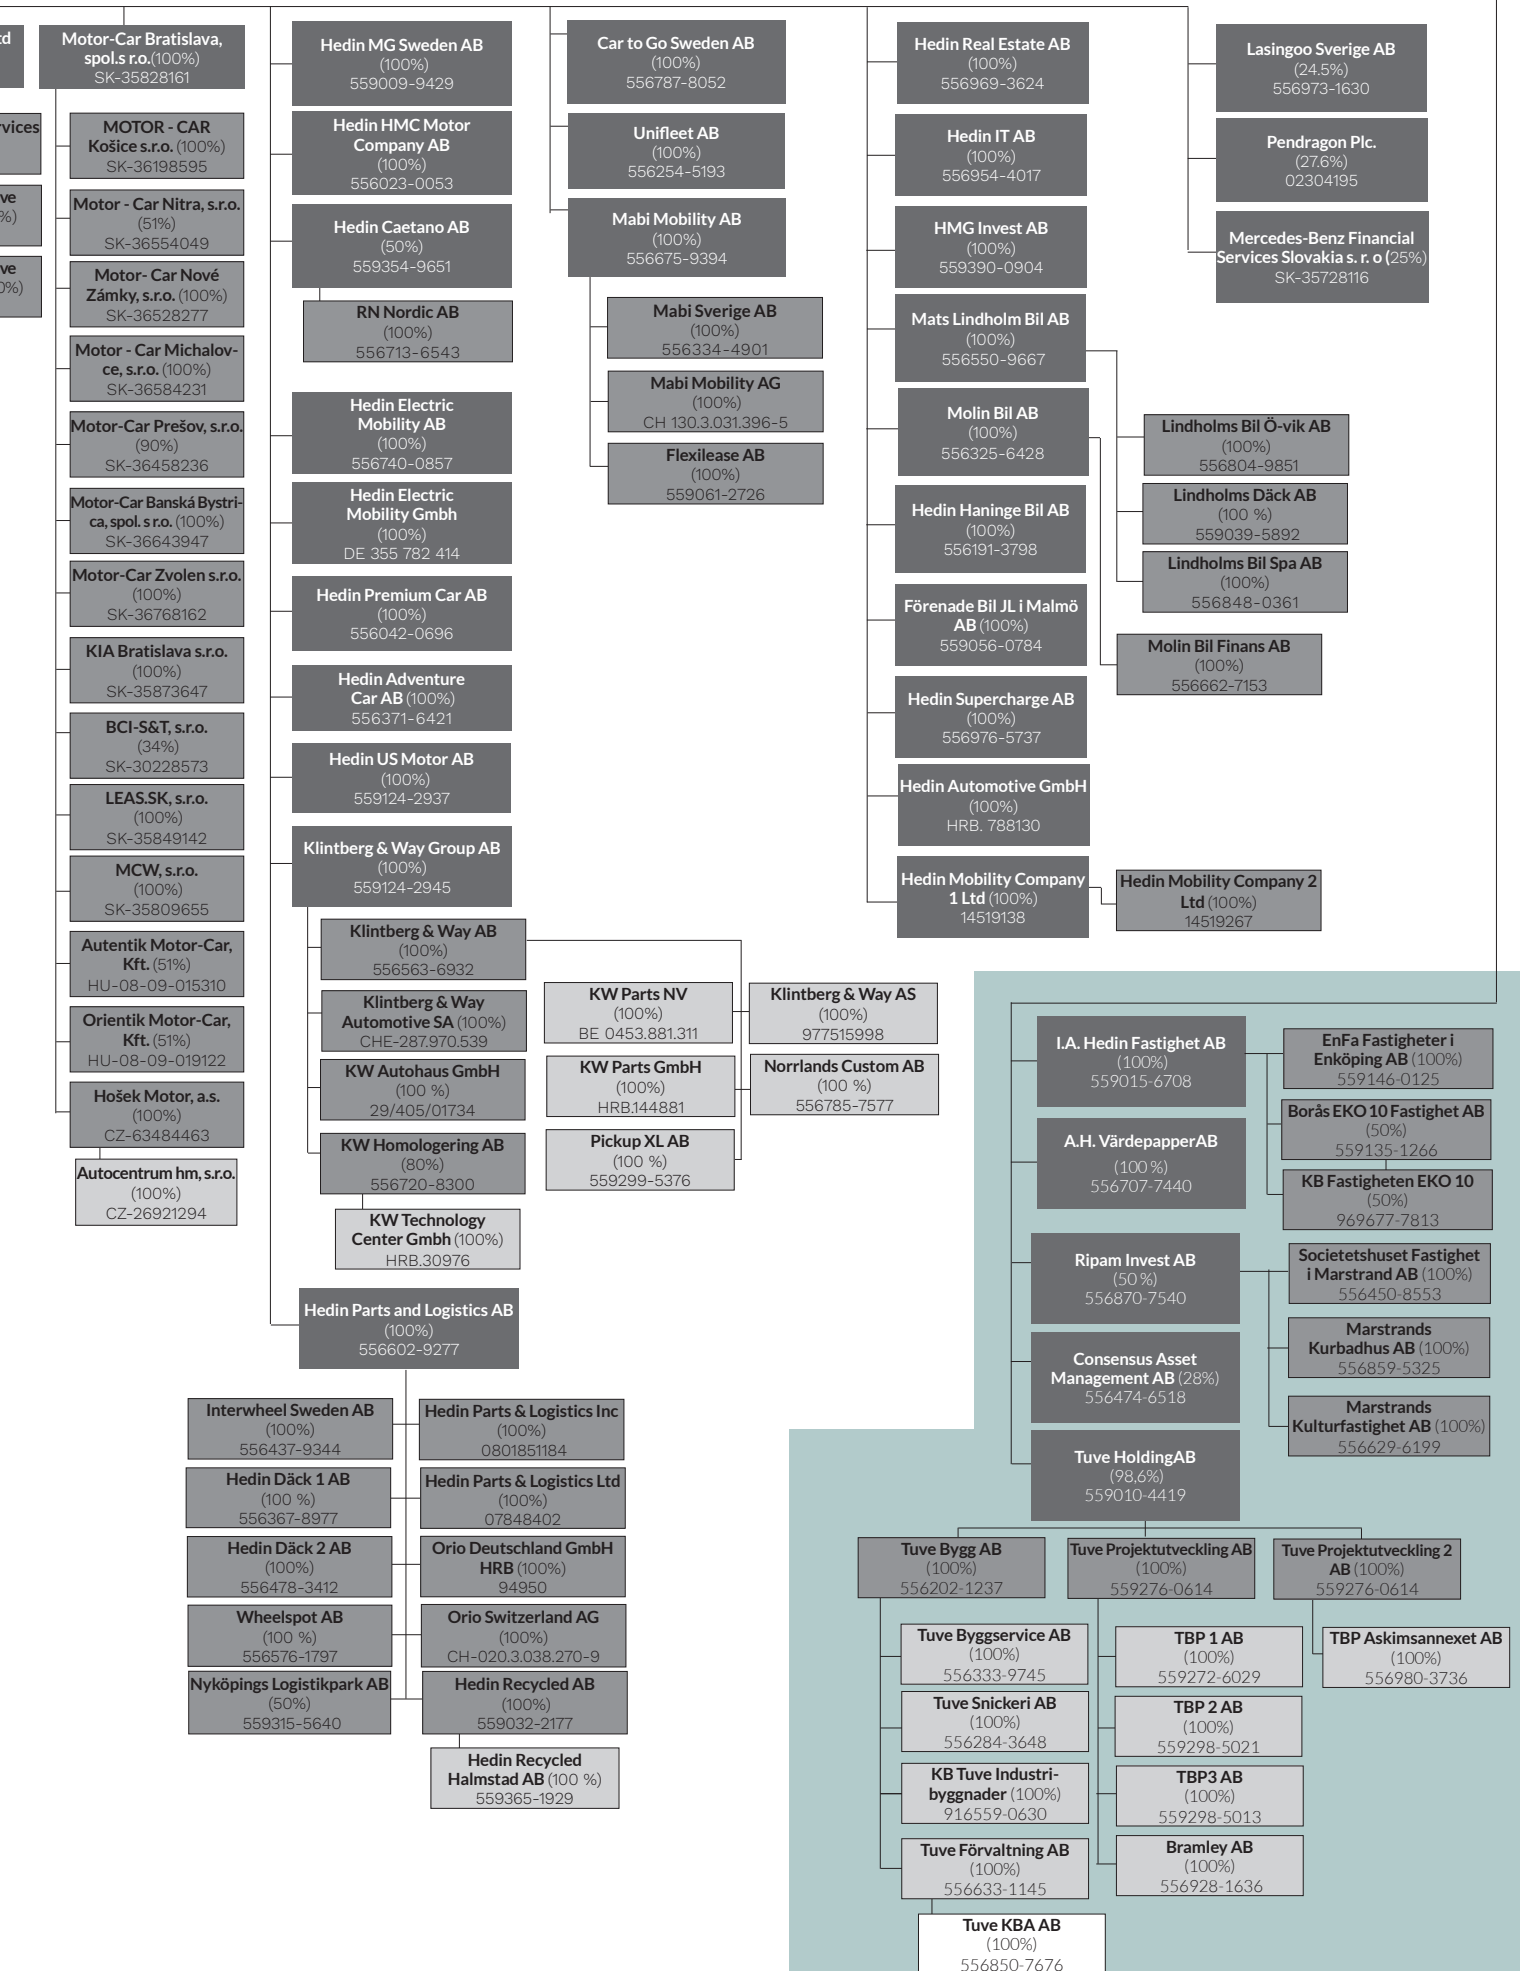 td
vices
ve
%)
ve
0%)
Motor-Car Bratislava,
spol.s r.o.(100%)
SK-35828161
MOTOR - CAR
Košice s.r.o. (100%)
SK-36198595
Motor - Car Nitra, s.r.o.
(51%)
SK-36554049
Motor- Car Nové
Zámky, s.r.o. (100%)
SK-36528277
Motor - Car Michalov-
ce, s.r.o. (100%)
SK-36584231
Motor-Car Prešov, s.r.o.
(90%)
SK-36458236
Motor-Car Banská Bystri-
ca, spol. s r.o. (100%)
SK-36643947
Motor-Car Zvolen s.r.o.
(100%)
SK-36768162
KIA Bratislava s.r.o.
(100%)
SK-35873647
BCI-S&T, s.r.o.
(34%)
SK-30228573
LEAS.SK, s.r.o.
(100%)
SK-35849142
MCW, s.r.o.
(100%)
SK-35809655
Autentik Motor-Car,
Kft. (51%)
HU-08-09-015310
Orientik Motor-Car,
Kft. (51%)
HU-08-09-019122
Hošek Motor, a.s.
(100%)
CZ-63484463
Autocentrum hm, s.r.o.
(100%)
CZ-26921294
Hedin MG Sweden AB
(100%)
559009-9429
Hedin HMC Motor
Company AB
(100%)
556023-0053
Hedin Caetano AB
(50%)
559354-9651
RN Nordic AB
(100%)
556713-6543
Hedin Electric
Mobility AB
(100%)
556740-0857
Hedin Electric
Mobility Gmbh
(100%)
DE 355 782 414
Hedin Premium Car AB
(100%)
556042-0696
Hedin Adventure
Car AB (100%)
556371-6421
Hedin US Motor AB
(100%)
559124-2937
Klintberg & Way Group AB
(100%)
559124-2945
Klintberg & Way AB
(100%)
556563-6932
Klintberg & Way
Automotive SA (100%)
CHE-287.970.539
KW Autohaus GmbH
(100 %)
29/405/01734
KW Homologering AB
(80%)
556720-8300
KW Technology
Center Gmbh (100%)
HRB.30976
KW Parts NV
(100%)
BE 0453.881.311
Klintberg & Way AS
(100%)
977515998
KW Parts GmbH
(100%)
HRB.144881
Norrlands Custom AB
(100 %)
556785-7577
Pickup XL AB
(100 %)
559299-5376
Hedin Parts and Logistics AB
(100%)
556602-9277
Interwheel Sweden AB
(100%)
556437-9344
Hedin Parts & Logistics Inc
(100%)
0801851184
Hedin Däck 1 AB
(100 %)
556367-8977
Hedin Parts & Logistics Ltd
(100%)
07848402
Hedin Däck 2 AB
(100%)
556478-3412
Orio Deutschland GmbH
HRB (100%)
94950
Wheelspot AB
(100 %)
556576-1797
Orio Switzerland AG
(100%)
CH-020.3.038.270-9
Nyköpings Logistikpark AB
(50%)
559315-5640
Hedin Recycled AB
(100%)
559032-2177
Hedin Recycled
Halmstad AB (100 %)
559365-1929
Car to Go Sweden AB
(100%)
556787-8052
Unifleet AB
(100%)
556254-5193
Mabi Mobility AB
(100%)
556675-9394
Mabi Sverige AB
(100%)
556334-4901
Mabi Mobility AG
(100%)
CH 130.3.031.396-5
Flexilease AB
(100%)
559061-2726
Hedin Real Estate AB
(100%)
556969-3624
Hedin IT AB
(100%)
556954-4017
HMG Invest AB
(100%)
559390-0904
Mats Lindholm Bil AB
(100%)
556550-9667
Molin Bil AB
(100%)
556325-6428
Hedin Haninge Bil AB
(100%)
556191-3798
Förenade Bil JL i Malmö
AB (100%)
559056-0784
Hedin Supercharge AB
(100%)
556976-5737
Hedin Automotive GmbH
(100%)
HRB. 788130
Hedin Mobility Company
1 Ltd (100%)
14519138
Hedin Mobility Company 2
Ltd (100%)
14519267
Lindholms Bil Ö-vik AB
(100%)
556804-9851
Lindholms Däck AB
(100 %)
559039-5892
Lindholms Bil Spa AB
(100%)
556848-0361
Molin Bil Finans AB
(100%)
556662-7153
Lasingoo Sverige AB
(24.5%)
556973-1630
Pendragon Plc.
(27.6%)
02304195
Mercedes-Benz Financial
Services Slovakia s. r. o (25%)
SK-35728116
I.A. Hedin Fastighet AB
(100%)
559015-6708
EnFa Fastigheter i
Enköping AB (100%)
559146-0125
Borås EKO 10 Fastighet AB
(50%)
559135-1266
KB Fastigheten EKO 10
(50%)
969677-7813
A.H. VärdepapperAB
(100 %)
556707-7440
Ripam Invest AB
(50 %)
556870-7540
Societetshuset Fastighet
i Marstrand AB (100%)
556450-8553
Marstrands
Kurbadhus AB (100%)
556859-5325
Marstrands
Kulturfastighet AB (100%)
556629-6199
Consensus Asset
Management AB (28%)
556474-6518
Tuve HoldingAB
(98,6%)
559010-4419
Tuve Bygg AB
(100%)
556202-1237
Tuve Projektutveckling AB
(100%)
559276-0614
Tuve Projektutveckling 2
AB (100%)
559276-0614
Tuve Byggservice AB
(100%)
556333-9745
Tuve Snickeri AB
(100%)
556284-3648
KB Tuve Industri-
byggnader (100%)
916559-0630
Tuve Förvaltning AB
(100%)
556633-1145
Tuve KBA AB
(100%)
556850-7676
TBP 1 AB
(100%)
559272-6029
TBP 2 AB
(100%)
559298-5021
TBP3 AB
(100%)
559298-5013
Bramley AB
(100%)
556928-1636
TBP Askimsannexet AB
(100%)
556980-3736